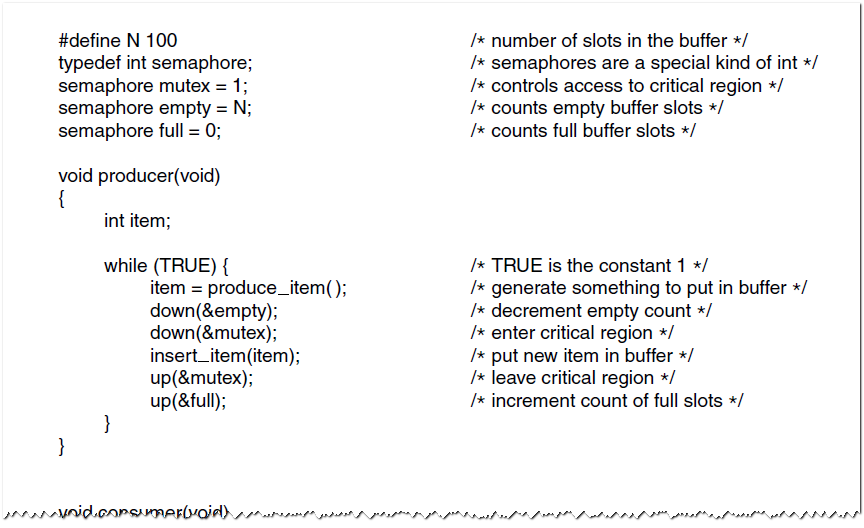 #define N 100 /* number of slots in the buffer */
typedef int semaphore; /* semaphores are a special kind of int */
semaphore mutex = 1; /* controls access to critical region */
semaphore empty = N; /* counts empty buffer slots */
semaphore full = 0; /* counts full buffer slots */
void producer(void)
{
int item;
while (TRUE) { /* TRUE is the constant 1 */
item = produce_item( ); /* generate something to put in buffer */
down(&empty); /* decrement empty count */
down(&mutex); /* enter critical region */
insert_item(item); /* put new item in buffer */
up(&mutex); /* leave critical region */
up(&full); /* increment count of full slots */
}
}
void consumer(void)